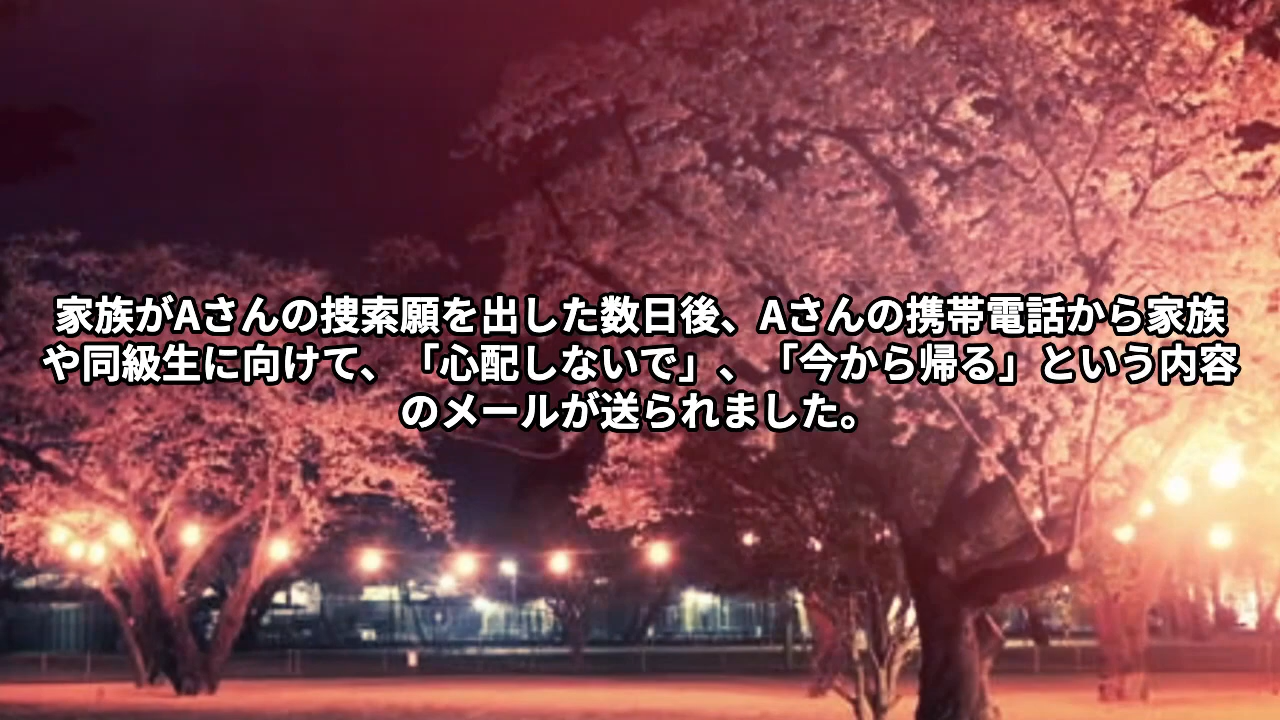 家族がAさんの捜索願を出した数日後、Aさんの携帯電話から家族
や同級生に向けて、「心配しないで」、「今から帰る」という内容
のメールが送られました。